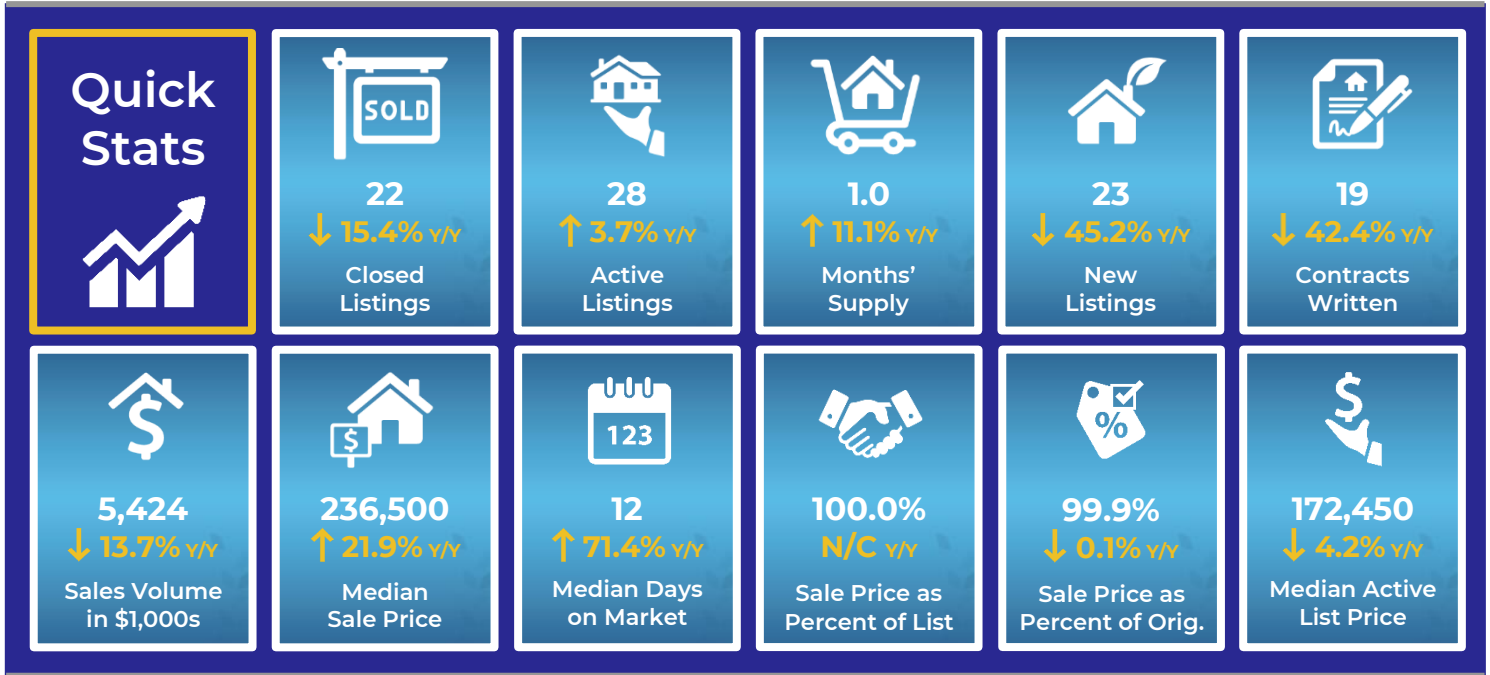 Quick
Stats
SOLD
22
↓ 15.4% Y/Y
Closed
Listings
28
↑ 3.7% Y/Y
Active
Listings
1.0
↑ 11.1% Y/Y
Months’
Supply
23
↓ 45.2% Y/Y
New
Listings
19
↓ 42.4% Y/Y
Contracts
Written
$
5,424
↓ 13.7% Y/Y
Sales Volume
in $1,000s
$
236,500
↑ 21.9% Y/Y
Median
Sale Price
123
12
↑ 71.4% Y/Y
Median Days
on Market
100.0%
N/C Y/Y
Sale Price as
Percent of List
%
99.9%
↓ 0.1% Y/Y
Sale Price as
Percent of Orig.
$
172,450
↓ 4.2% Y/Y
Median Active
List Price